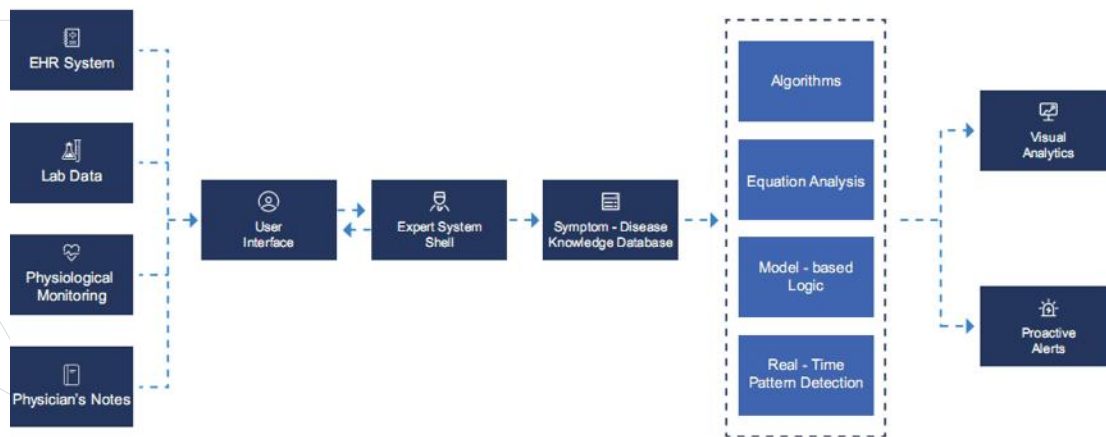 EHR System
Lab Data
Physiological
Monitoring
Physician's Notes
User
Interface
Expert System
Shell
Symptom - Disease
Knowledge Database
Algorithms
Equation Analysis
Model - based
Logic
Real - Time
Pattern Detection
Visual
Analytics
Proactive
Alerts